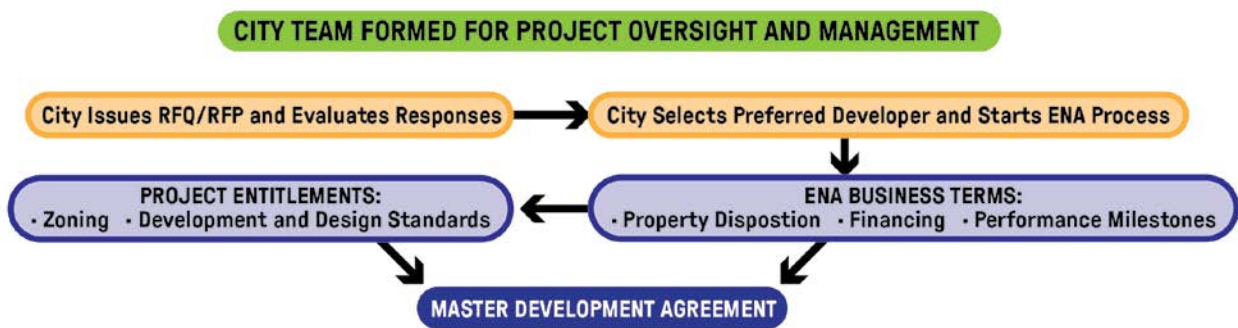 CITY TEAM FORMED FOR PROJECT OVERSIGHT AND MANAGEMENT
City Issues RFQ/RFP and Evaluates Responses
City Selects Preferred Developer and Starts ENA Process
PROJECT ENTITLEMENTS:
· Zoning · Development and Design Standards
ENA BUSINESS TERMS:
· Property Dispostion · Financing · Performance Milestones
MASTER DEVELOPMENT AGREEMENT